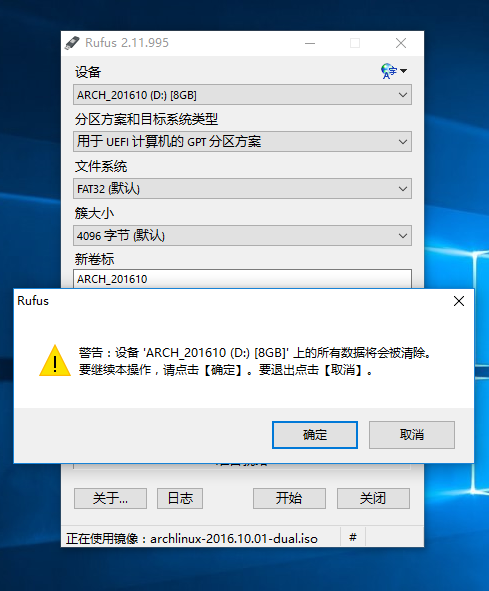 Rufus 2.11.995
设备
ARCH_201610 (D:) [8GB]
分区方案和目标系统类型
用于 UEFI 计算机的 GPT 分区方案
文件系统
FAT32 (默认)
簇大小
4096 字节 (默认)
新卷标
ARCH_201610
Rufus
警告：设备 'ARCH_201610 (D:) [8GB]' 上的所有数据将会被清除。
要继续本操作，请点击【确定】。要退出点击【取消】。
确定
取消
关于...
日志
开始
关闭
正在使用镜像：archlinux-2016.10.01-dual.iso
#